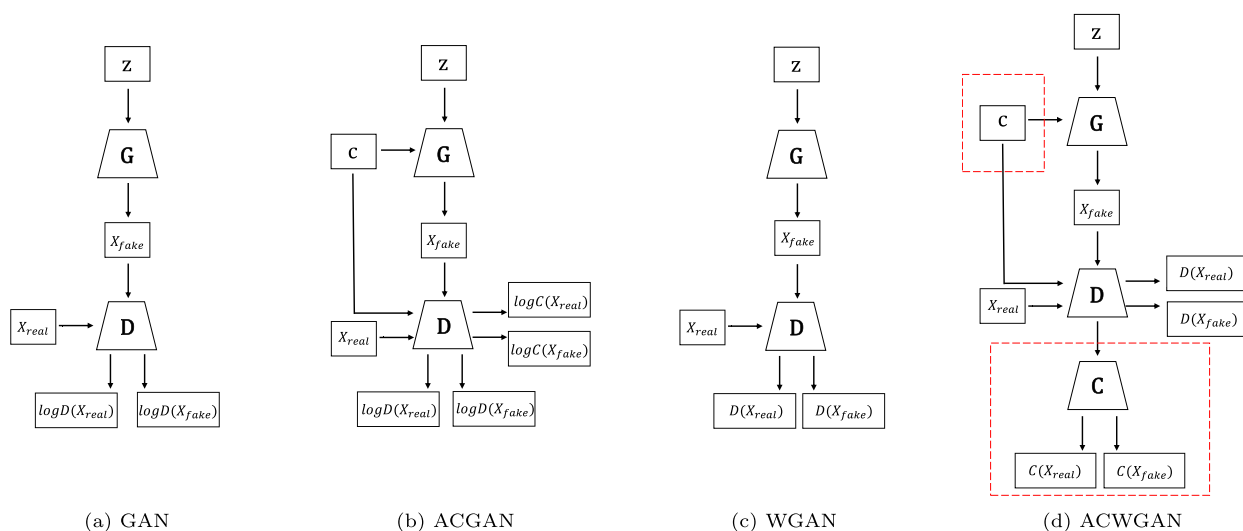 z
G
X_fake
X_real
D
logD(X_real) logD(X_fake)
(a) GAN
z
c
G
X_fake
logC(X_real)
X_real
D
logC(X_fake)
logD(X_real) logD(X_fake)
(b) ACGAN
z
G
X_fake
X_real
D
D(X_real) D(X_fake)
(c) WGAN
z
c
G
X_fake
D(X_real)
X_real
D
D(X_fake)
C
C(X_real) C(X_fake)
(d) ACWGAN